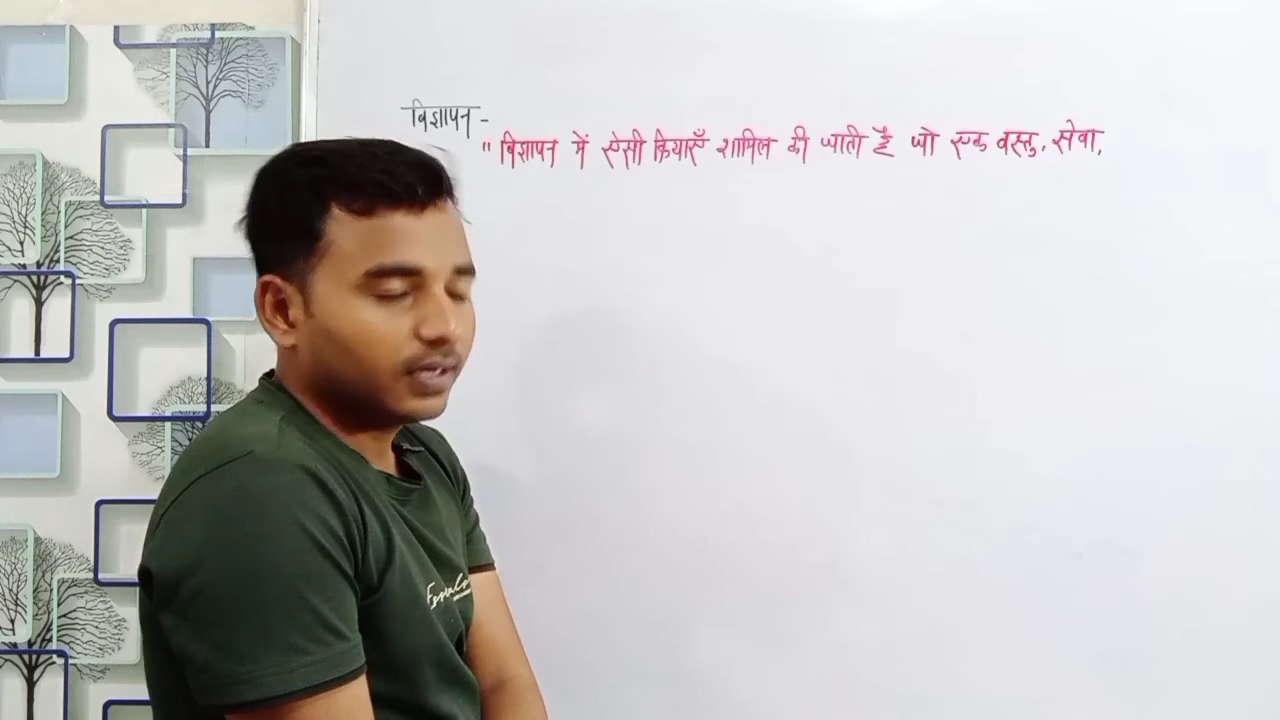 विज्ञापन -
" विज्ञापन में ऐसी क्रियाएँ शामिल की जाती है जो एक वस्तु, सेवा,